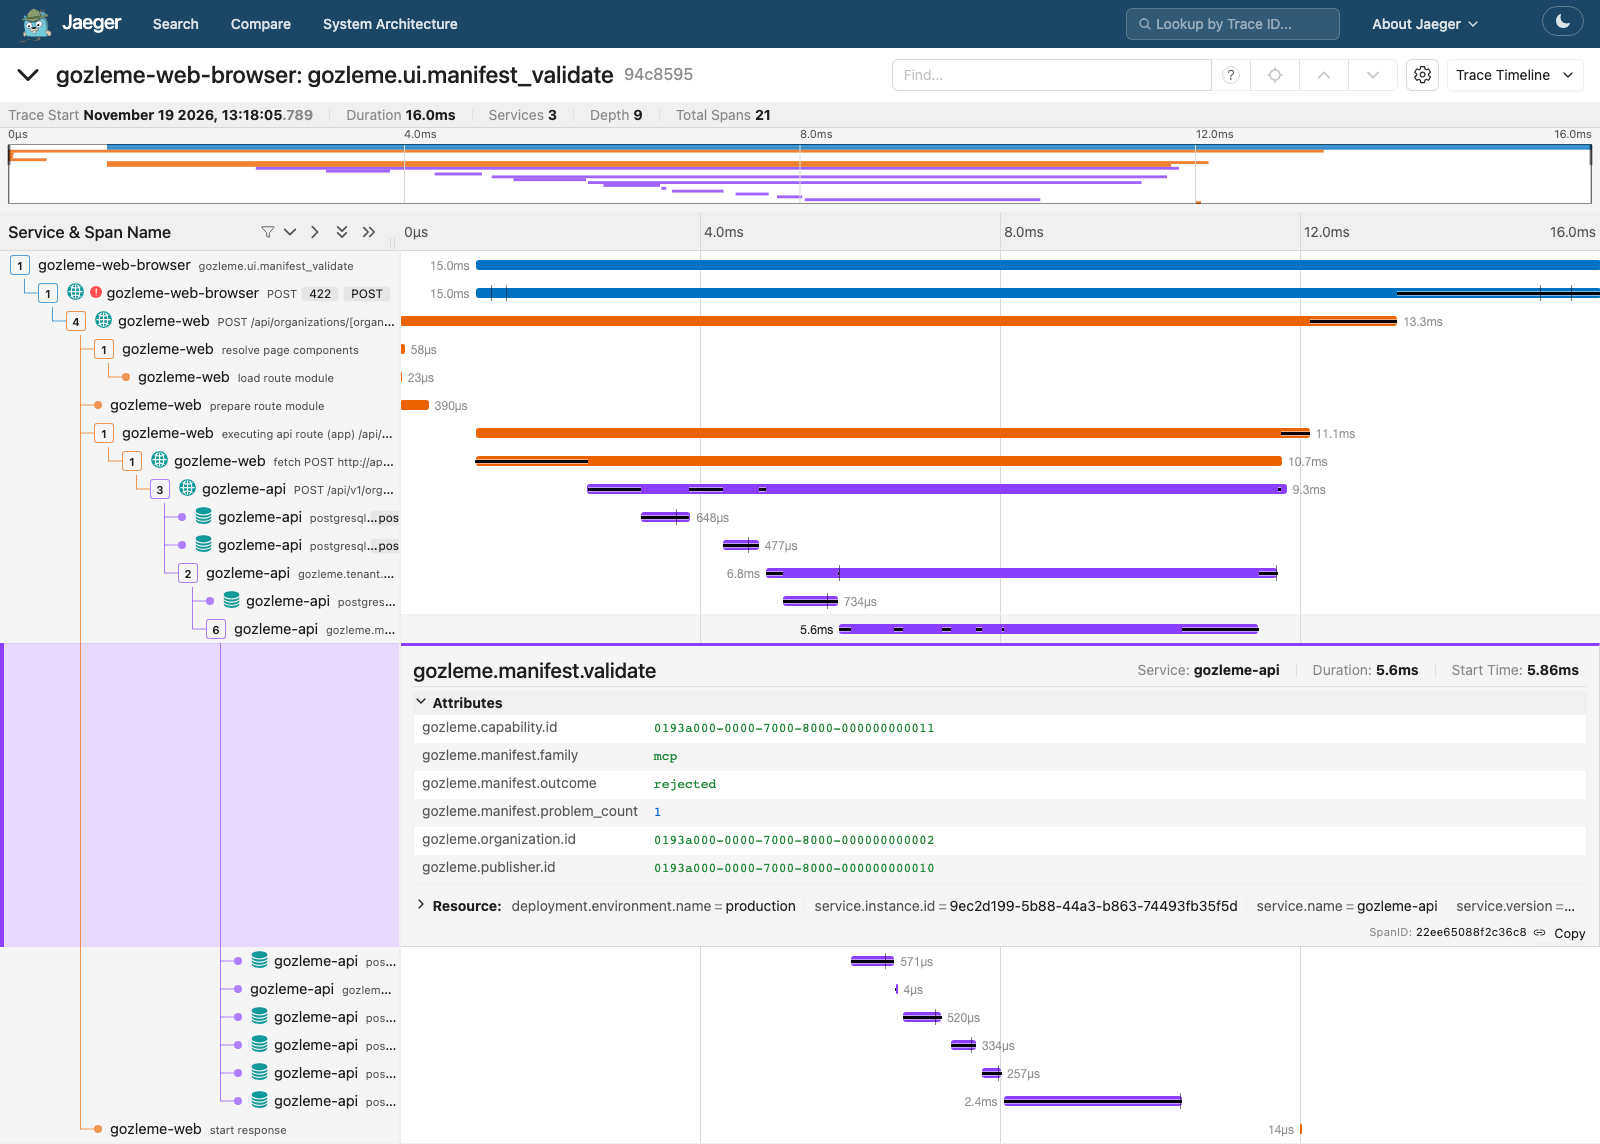 Jaeger Search Compare System Architecture Lookup by Trace ID... About Jaeger
gozleme-web-browser: gozleme.ui.manifest_validate 94c8595 Find... ? Trace Timeline
Trace Start November 19 2026, 13:18:05.789 Duration 16.0ms Services 3 Depth 9 Total Spans 21
0μs 4.0ms 8.0ms 12.0ms 16.0ms
Service & Span Name 0μs 4.0ms 8.0ms 12.0ms 16.0ms
1 gozleme-web-browser gozleme.ui.manifest_validate 15.0ms
1 gozleme-web-browser POST 422 POST 15.0ms
4 gozleme-web POST /api/organizations/[organ... 13.3ms
1 gozleme-web resolve page components 58μs
gozleme-web load route module 23μs
gozleme-web prepare route module 390μs
1 gozleme-web executing api route (app) /api/... 11.1ms
1 gozleme-web fetch POST http://ap... 10.7ms
3 gozleme-api POST /api/v1/org... 9.3ms
gozleme-api postgresql...pos 648μs
gozleme-api postgresql...pos 477μs
2 gozleme-api gozleme.tenant.... 6.8ms
gozleme-api postgres... 734μs
6 gozleme-api gozleme.m... 5.6ms
gozleme.manifest.validate Service: gozleme-api Duration: 5.6ms Start Time: 5.86ms
Attributes
gozleme.capability.id 0193a000-0000-7000-8000-000000000011
gozleme.manifest.family mcp
gozleme.manifest.outcome rejected
gozleme.manifest.problem_count 1
gozleme.organization.id 0193a000-0000-7000-8000-000000000002
gozleme.publisher.id 0193a000-0000-7000-8000-000000000010
Resource: deployment.environment.name = production service.instance.id = 9ec2d199-5b88-44a3-b863-74493fb35f5d service.name = gozleme-api service.version =...
SpanID: 22ee65088f2c36c8 Copy
gozleme-api pos... 571μs
gozleme-api gozlem... 4μs
gozleme-api pos... 520μs
gozleme-api pos... 334μs
gozleme-api pos... 257μs
gozleme-api pos... 2.4ms
gozleme-web start response 14μs